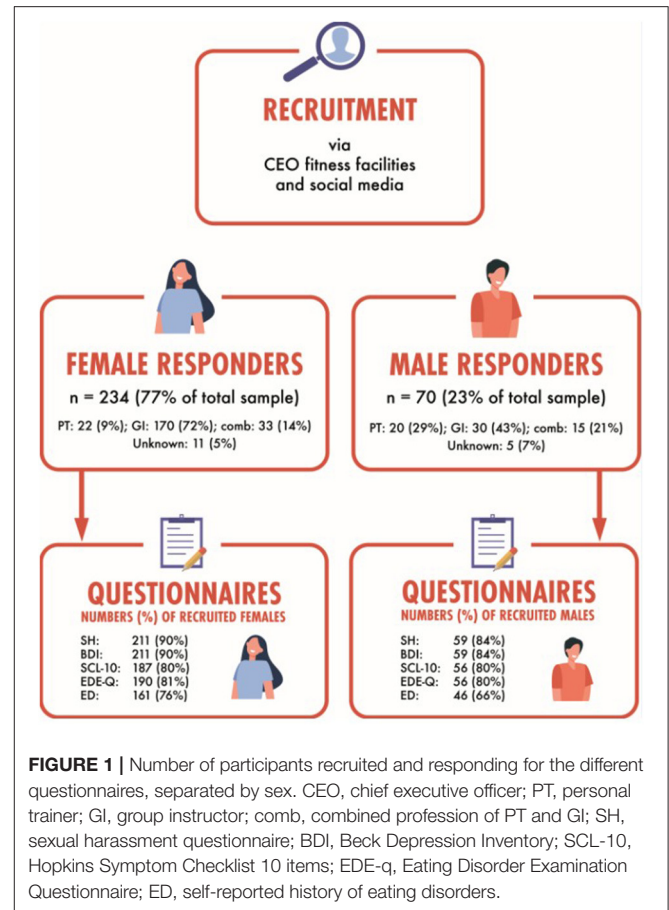 RECRUITMENT
via
CEO fitness facilities
and social media
FEMALE RESPONDERS
n = 234 (77% of total sample)
PT: 22 (9%); GI: 170 (72%); comb: 33 (14%)
Unknown: 11 (5%)
MALE RESPONDERS
n = 70 (23% of total sample)
PT: 20 (29%); GI: 30 (43%); comb: 15 (21%)
Unknown: 5 (7%)
QUESTIONNAIRES
NUMBERS (%) OF RECRUITED FEMALES
SH: 211 (90%)
BDI: 211 (90%)
SCL-10: 187 (80%)
EDE-Q: 190 (81%)
ED: 161 (76%)
QUESTIONNAIRES
NUMBERS (%) OF RECRUITED MALES
SH: 59 (84%)
BDI: 59 (84%)
SCL-10: 56 (80%)
EDE-Q: 56 (80%)
ED: 46 (66%)
FIGURE 1 | Number of participants recruited and responding for the different
questionnaires, separated by sex. CEO, chief executive officer; PT, personal
trainer; GI, group instructor; comb, combined profession of PT and GI; SH,
sexual harassment questionnaire; BDI, Beck Depression Inventory; SCL-10,
Hopkins Symptom Checklist 10 items; EDE-q, Eating Disorder Examination
Questionnaire; ED, self-reported history of eating disorders.